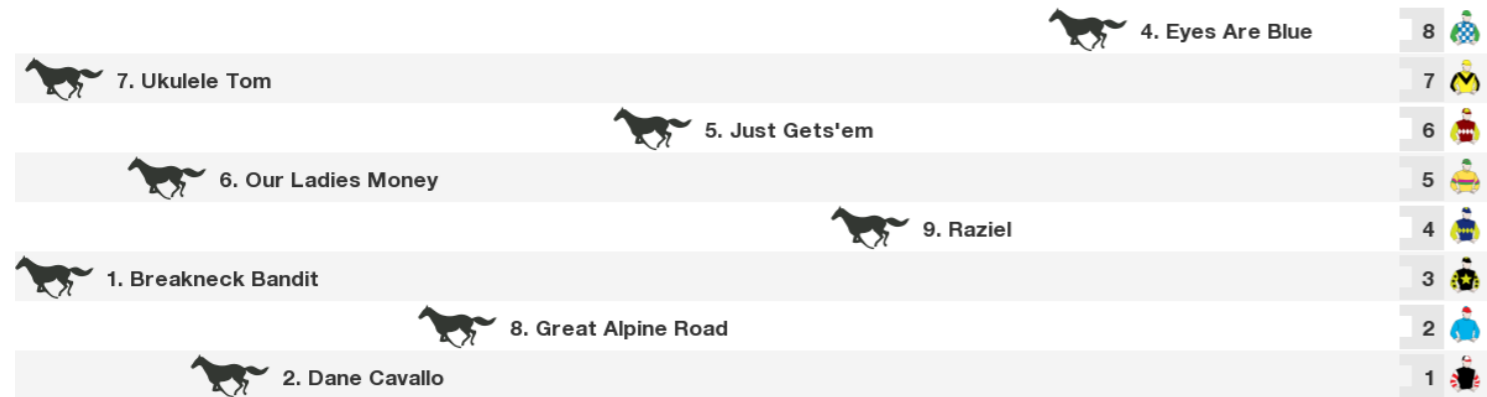 4. Eyes Are Blue 8
7. Ukulele Tom 7
5. Just Gets'em 6
6. Our Ladies Money 5
9. Raziel 4
1. Breakneck Bandit 3
8. Great Alpine Road 2
2. Dane Cavallo 1